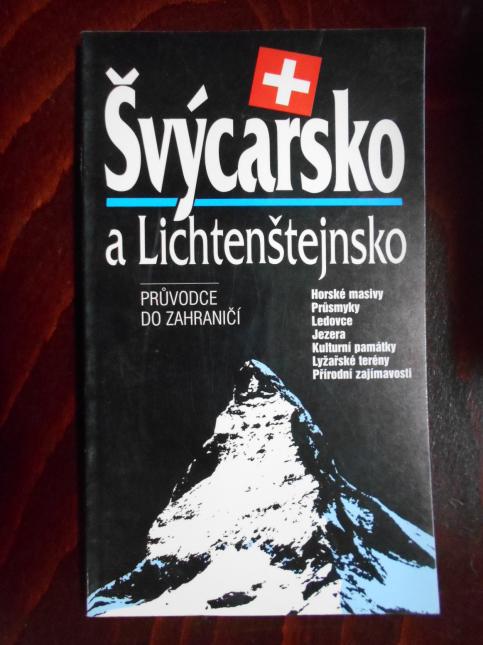 Švýcarsko
a Lichtenštejnsko
PRŮVODCE
DO ZAHRANIČÍ
Horské masivy
Průsmyky
Ledovce
Jezera
Kulturní památky
Lyžařské terény
Přírodní zajímavosti